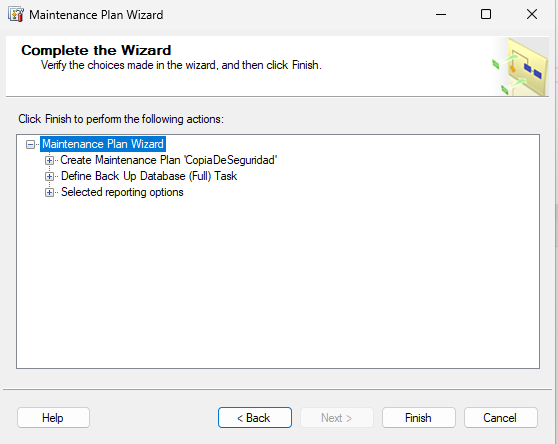 Maintenance Plan Wizard
Complete the Wizard
Verify the choices made in the wizard, and then click Finish.
Click Finish to perform the following actions:
Maintenance Plan Wizard
Create Maintenance Plan 'CopiaDeSeguridad'
Define Back Up Database (Full) Task
Selected reporting options
Help
< Back
Next >
Finish
Cancel